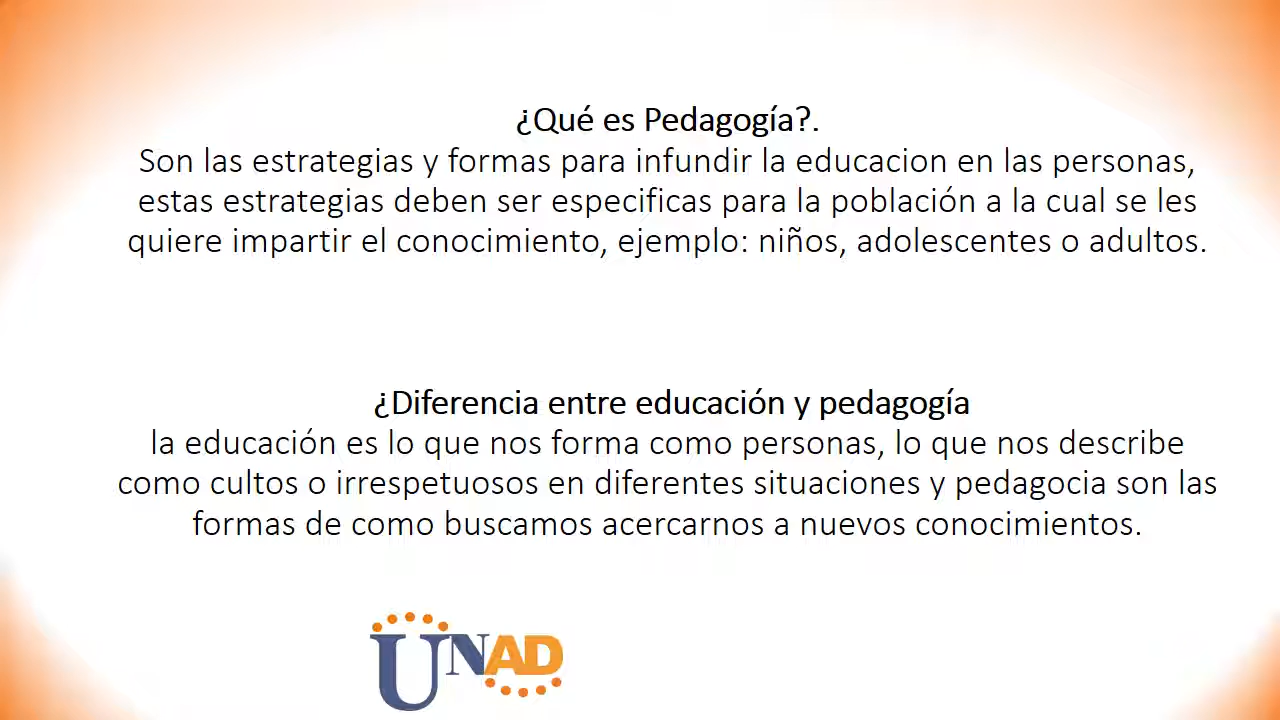 ¿Qué es Pedagogía?.
Son las estrategias y formas para infundir la educacion en las personas,
estas estrategias deben ser especificas para la población a la cual se les
quiere impartir el conocimiento, ejemplo: niños, adolescentes o adultos.
¿Diferencia entre educación y pedagogía
la educación es lo que nos forma como personas, lo que nos describe
como cultos o irrespetuosos en diferentes situaciones y pedagocia son las
formas de como buscamos acercarnos a nuevos conocimientos.
UNAD